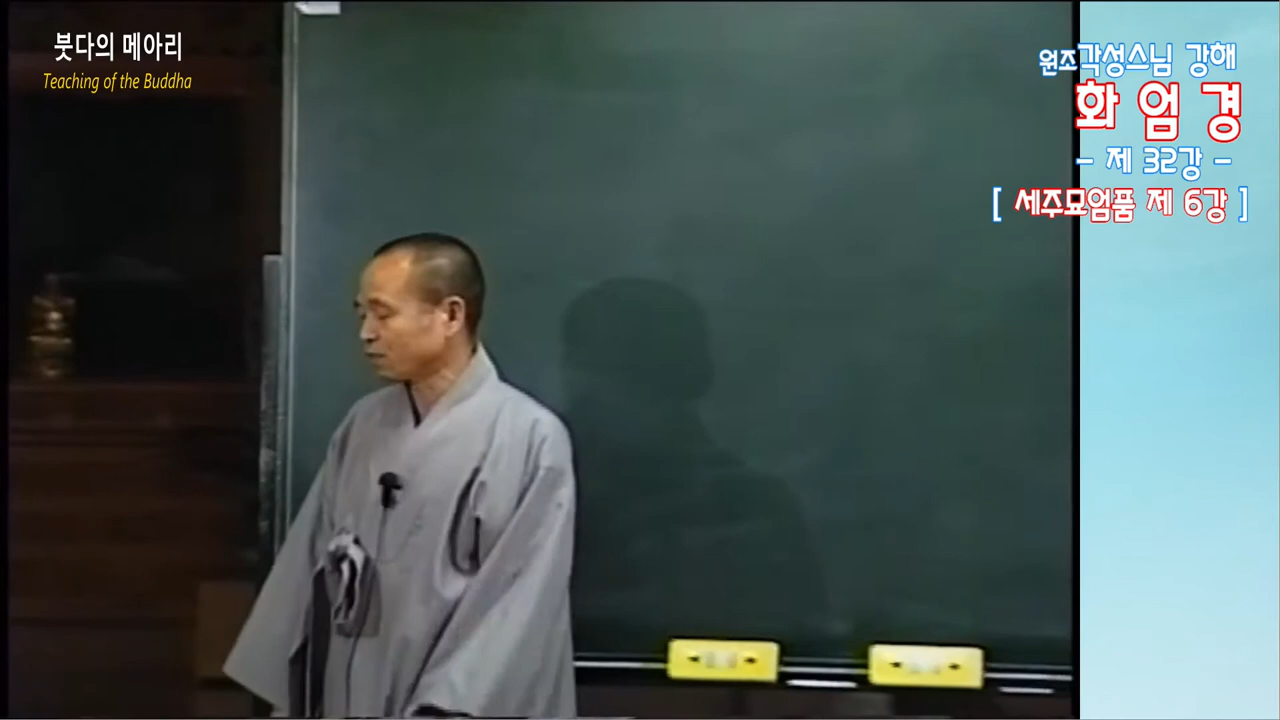 붓다의 메아리
Teaching of the Buddha
원조각성스님 강해
화 엄 경
- 제 32강 -
[ 세주묘엄품 제 6강 ]